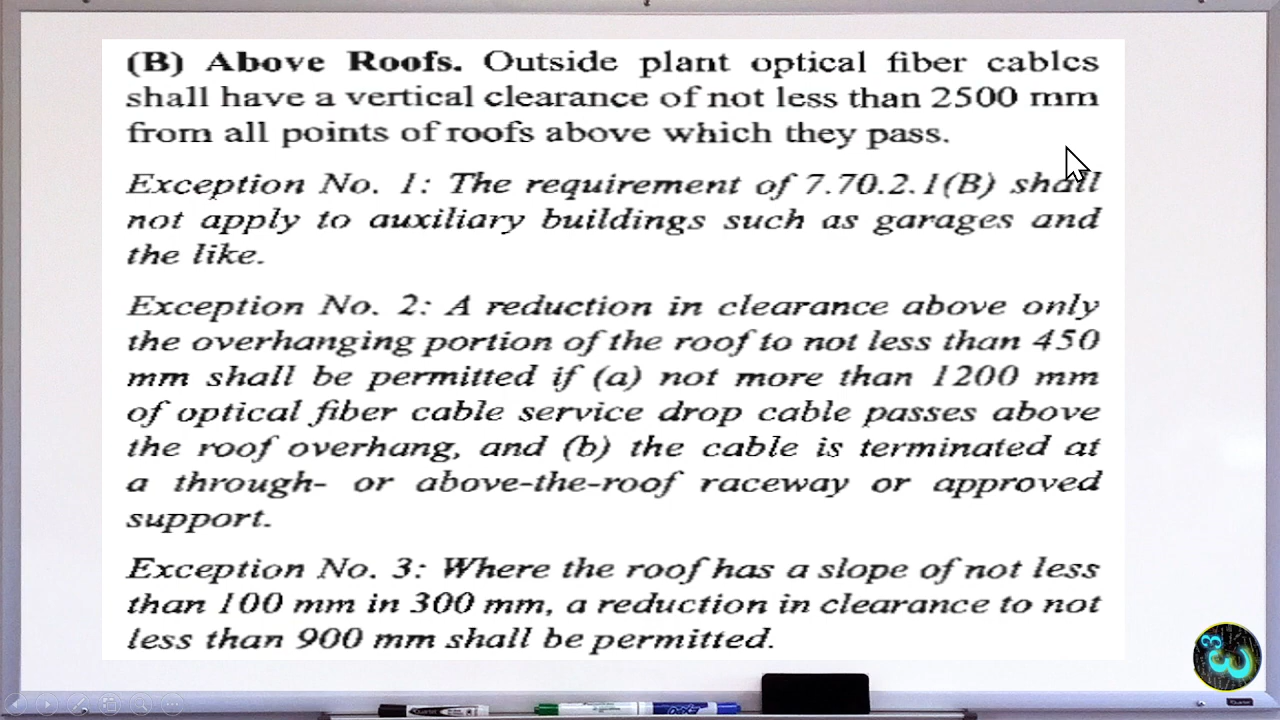 (B) Above Roofs. Outside plant optical fiber cables
shall have a vertical clearance of not less than 2500 mm
from all points of roofs above which they pass.
Exception No. 1: The requirement of 7.70.2.1(B) shall
not apply to auxiliary buildings such as garages and
the like.
Exception No. 2: A reduction in clearance above only
the overhanging portion of the roof to not less than 450
mm shall be permitted if (a) not more than 1200 mm
of optical fiber cable service drop cable passes above
the roof overhang, and (b) the cable is terminated at
a through- or above-the-roof raceway or approved
support.
Exception No. 3: Where the roof has a slope of not less
than 100 mm in 300 mm, a reduction in clearance to not
less than 900 mm shall be permitted.